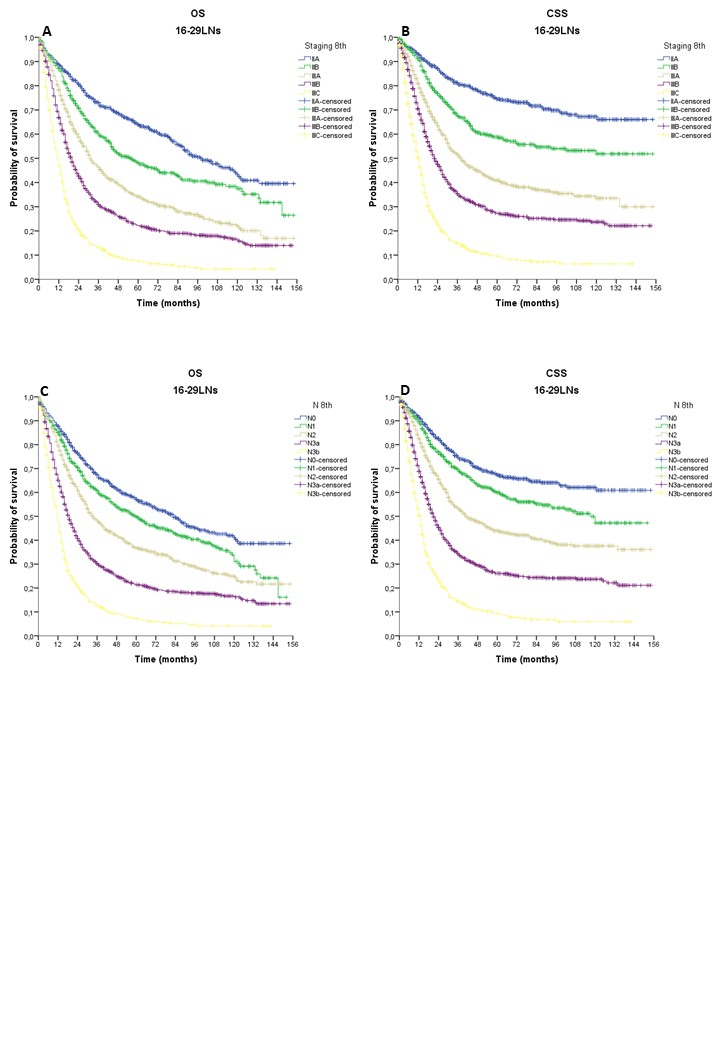 OS
16-29LNs
A
Staging 8th
IIA
IIB
IIIA
IIIB
IIIC
IIA-censored
IIB-censored
IIIA-censored
IIIB-censored
IIIC-censored
Probability of survival
1,0
0,9
0,8
0,7
0,6
0,5
0,4
0,3
0,2
0,1
0,0
0 12 24 36 48 60 72 84 96 108 120 132 144 156
Time (months)
CSS
16-29LNs
B
Staging 8th
IIA
IIB
IIIA
IIIB
IIIC
IIA-censored
IIB-censored
IIIA-censored
IIIB-censored
IIIC-censored
Probability of survival
1,0
0,9
0,8
0,7
0,6
0,5
0,4
0,3
0,2
0,1
0,0
0 12 24 36 48 60 72 84 96 108 120 132 144 156
Time (months)
OS
16-29LNs
C
N 8th
N0
N1
N2
N3a
N3b
N0-censored
N1-censored
N2-censored
N3a-censored
N3b-censored
Probability of survival
1,0
0,9
0,8
0,7
0,6
0,5
0,4
0,3
0,2
0,1
0,0
0 12 24 36 48 60 72 84 96 108 120 132 144 156
Time (months)
CSS
16-29LNs
D
N 8th
N0
N1
N2
N3a
N3b
N0-censored
N1-censored
N2-censored
N3a-censored
N3b-censored
Probability of survival
1,0
0,9
0,8
0,7
0,6
0,5
0,4
0,3
0,2
0,1
0,0
0 12 24 36 48 60 72 84 96 108 120 132 144 156
Time (months)